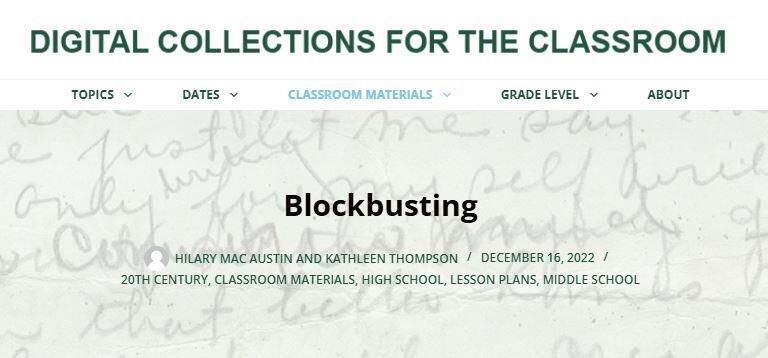 DIGITAL COLLECTIONS FOR THE CLASSROOM
TOPICS DATES CLASSROOM MATERIALS GRADE LEVEL ABOUT
Blockbusting
HILARY MAC AUSTIN AND KATHLEEN THOMPSON / DECEMBER 16, 2022 /
20TH CENTURY, CLASSROOM MATERIALS, HIGH SCHOOL, LESSON PLANS, MIDDLE SCHOOL